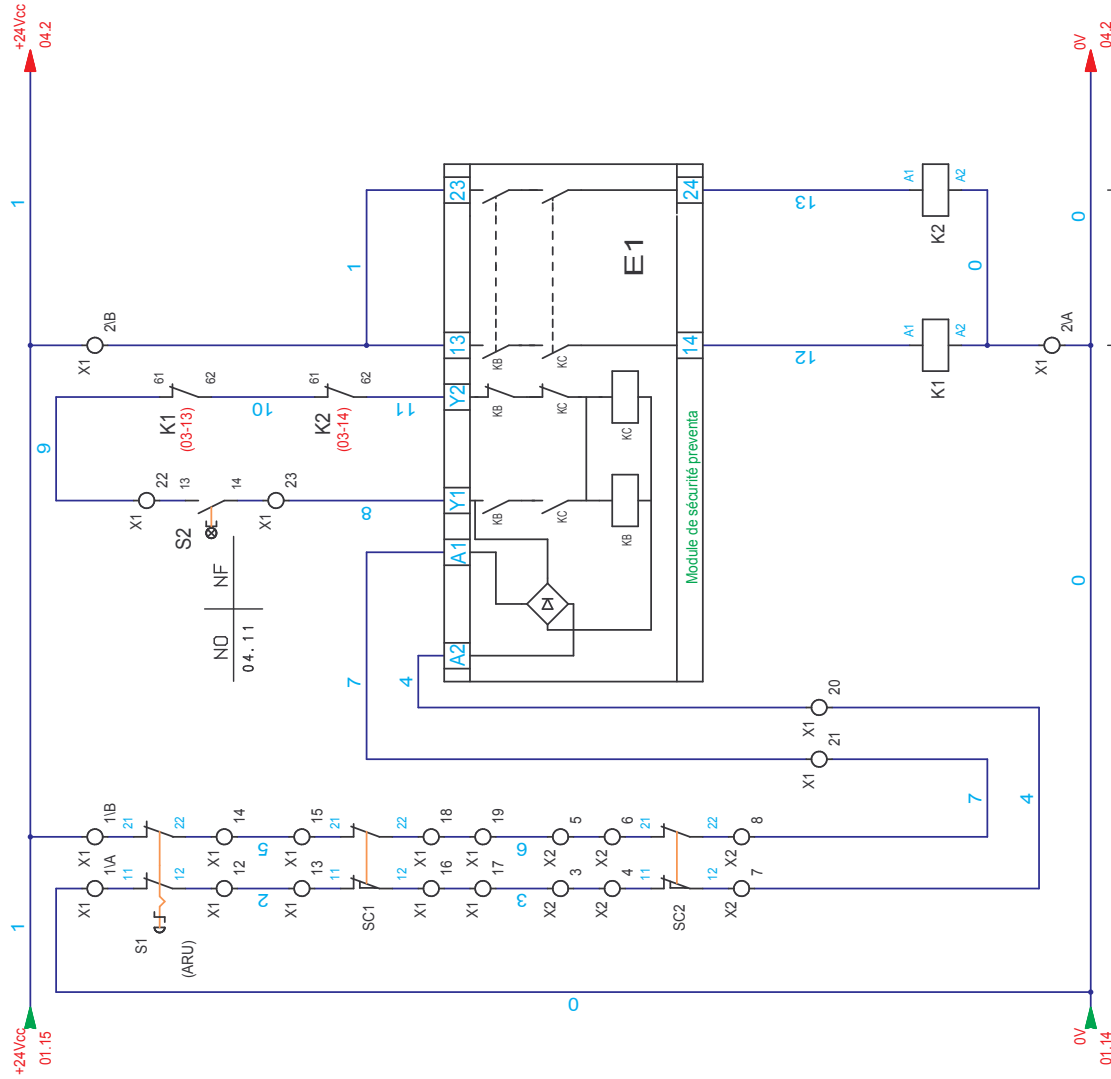 +24Vcc
01.15
1
1
+24Vcc
04.2
X1
1\A
X1
1\B
X1
2\B
9
11
12
21
22
S1
(ARU)
X1
12
X1
14
2
5
X1
13
X1
15
11
12
21
22
SC1
X1
16
X1
18
X1
17
X1
19
3
6
X2
3
X2
5
X2
4
X2
6
11
12
21
22
SC2
X2
7
X2
8
0
7
4
7
4
X1
21
X1
20
NO
NF
04.11
X1
22
S2
13
14
X1
23
8
K1
(03-13)
61
62
10
K2
(03-14)
61
62
11
1
A2
A1
Y1
Y2
13
23
KB
KC
KB
KC
KB
KC
KB
KC
E1
Module de sécurité preventa
14
24
12
13
A1
A2
K1
A1
A2
K2
0
X1
2\A
0V
01.14
0
0
0V
04.2